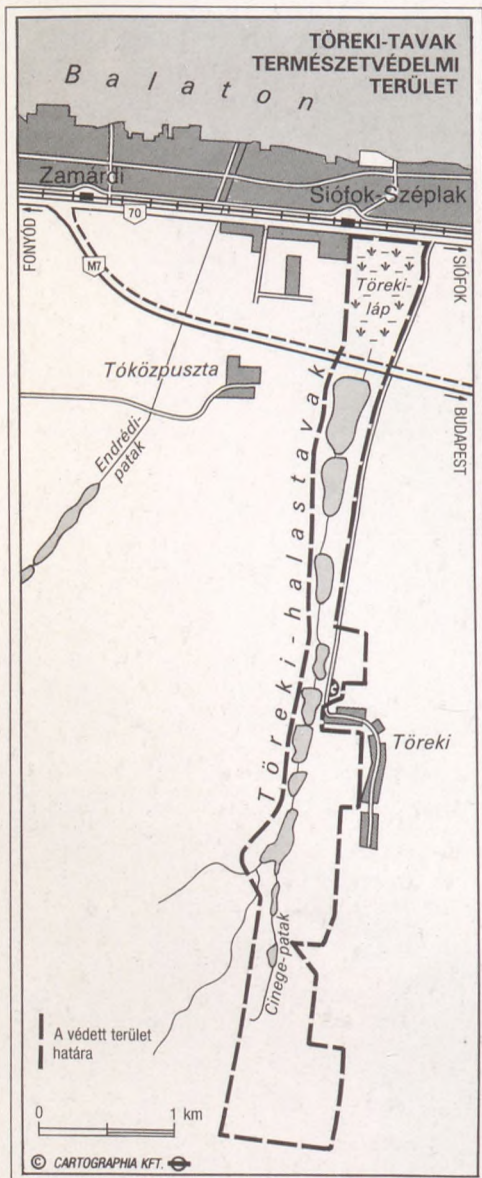 TÖREKI-TAVAK
TERMÉSZETVÉDELMI
TERÜLET
Balaton
Zamárdi
Siófok-Széplak
70
FONYÓD
M7
SIÓFOK
Töreki-
láp
Tóközpuszta
BUDAPEST
Endrédi-
patak
Töreki-halastavak
Töreki
Cinege-patak
A védett terület
határa
0 1 km
© CARTOGRAPHIA KFT.